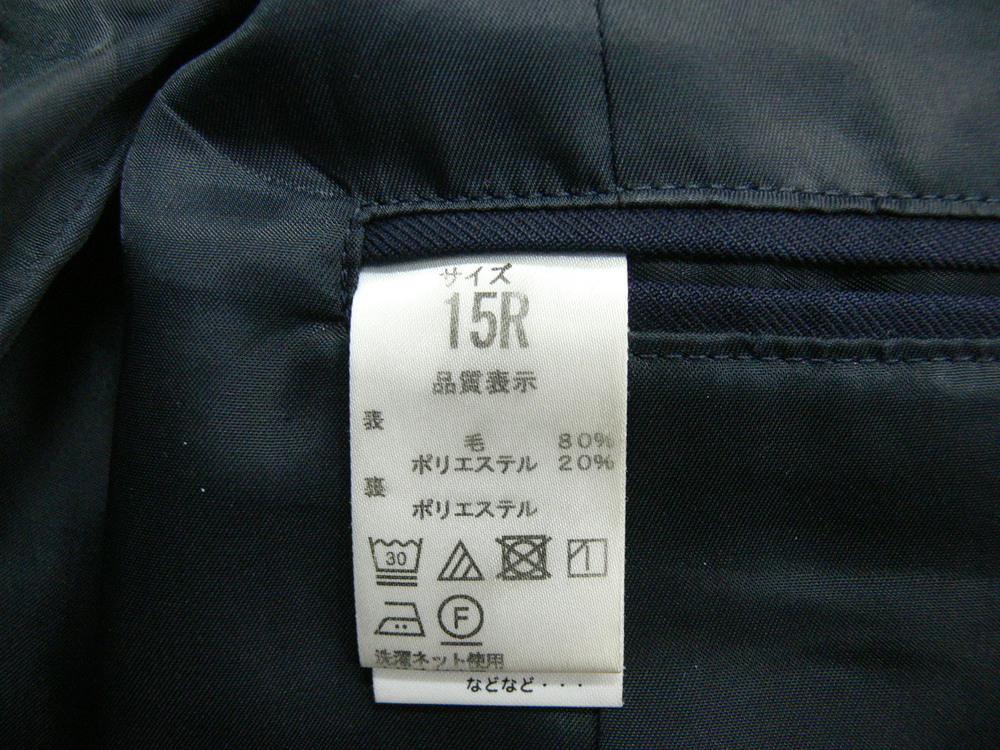 サイズ
15R
品質表示
表
毛 80%
ポリエステル 20%
裏
ポリエステル
30
F
洗濯ネット使用
などなど・・・